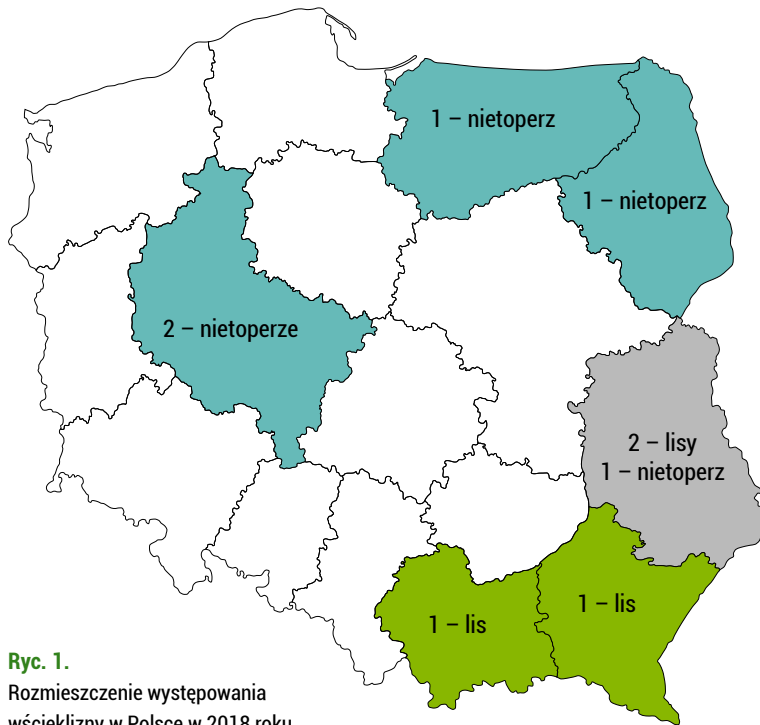 1 – nietoperz
1 – nietoperz
2 – nietoperze
2 – lisy
1 – nietoperz
1 – lis
1 – lis
Ryc. 1.
Rozmieszczenie występowania
wścieklizny w Polsce w 2018 roku